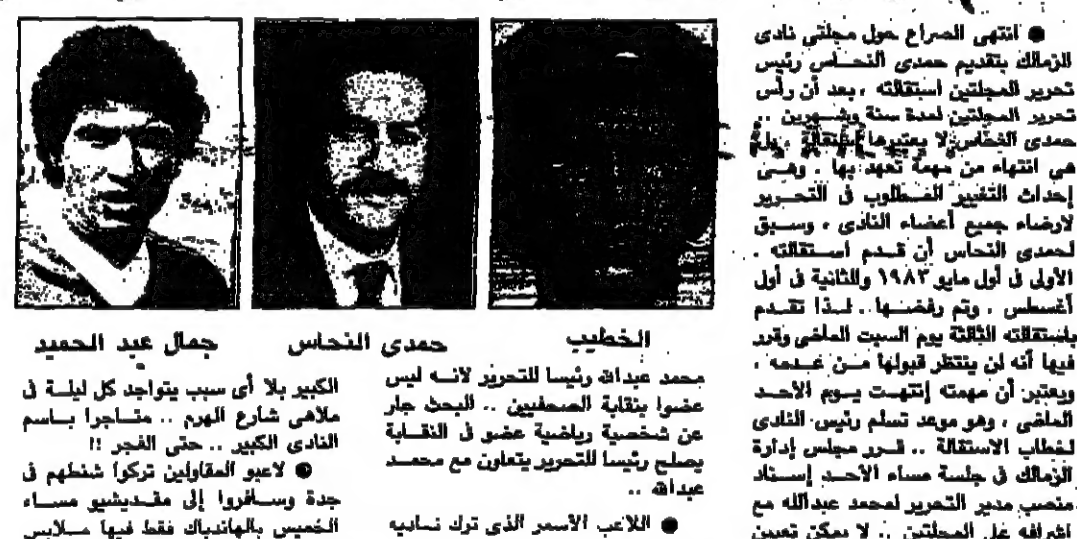 ● انتهى الصراع حول مجلتى نادى
الزمالك بتقديم حمدى النحاس رئيس
تحرير المجلتين استقالته ، بعد أن رأس
تحرير المجلتين لمدة سنة وشهرين ..
حمدى النحاس لا يعتبرها إستقالة ، بل
هى انتهاء من مهمة تعهد بها . وهى
إحداث التغيير المطلوب فى التحرير
لارضاء جميع أعضاء النادى ، وسبق
لحمدى النحاس أن قدم استقالته .
الأولى فى أول مايو ١٩٨٣ والثانية فى أول
أغسطس ، وتم رفضها .. لذا تقدم
باستقالته الثالثة يوم السبت الماضى وقرر
فيها أنه لن ينتظر قبولها من عدمه ،
ويعتبر أن مهمته إنتهت يوم الأحد
الماضى ، وهو موعد تسلم رئيس النادى
لخطاب الاستقالة .. قرر مجلس إدارة
الزمالك فى جلسة مساء الأحد إسناد
منصب مدير التحرير لمحمد عبدالله مع
اشرافه على المجلتين .. لا يمكن تعيين
الخطيب
حمدى النحاس
جمال عبد الحميد
محمد عبدالله رئيسا للتحرير لانه ليس
عضوا بنقابة الصحفيين .. البحث جار
عن شخصية رياضية عضو فى النقابة
يصلح رئيسا للتحرير يتعاون مع محمد
عبدالله ..
● اللاعب الأسمر الذى ترك ناديه
الكبير بلا أى سبب يتواجد كل ليلة فى
ملاهى شارع الهرم .. متاجرا باسم
النادى الكبير .. حتى الفجر !!
● لاعبو المقاولين تركوا شنطهم فى
جدة وسافروا إلى مقديشيو مساء
الخميس بالهاندباك فقط فيها ملابس